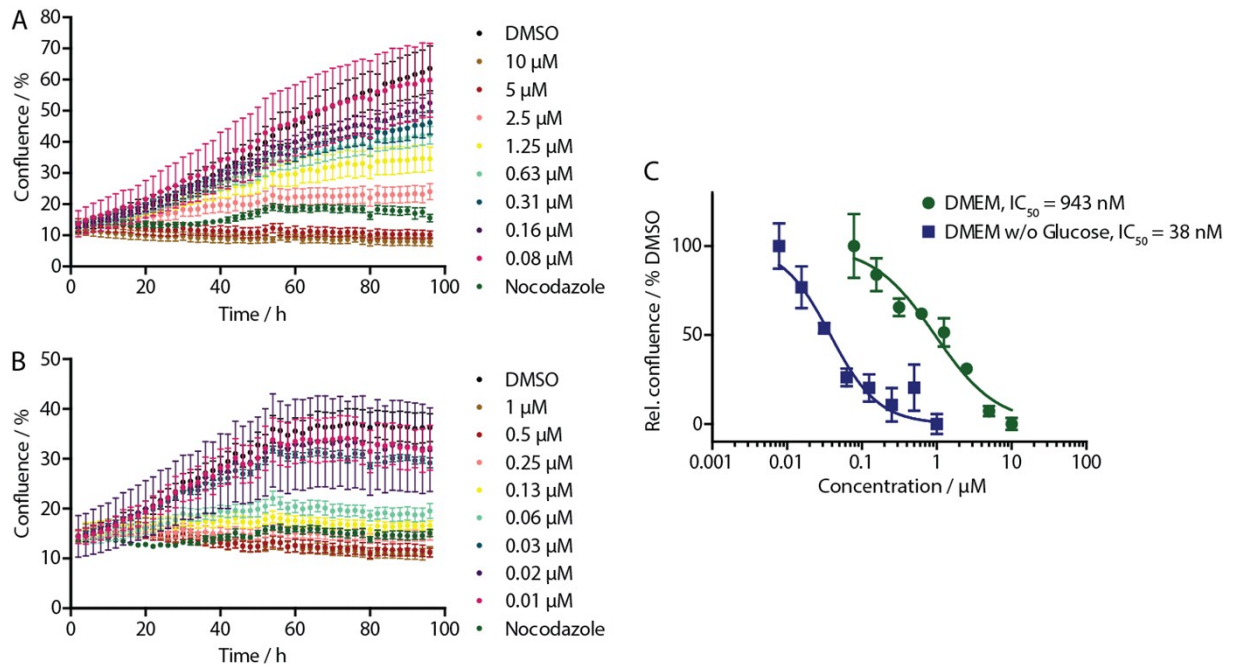 A
80
70
60
50
40
30
20
10
0
Confluence / %
0
20
40
60
80
100
Time / h
DMSO
10 µM
5 µM
2.5 µM
1.25 µM
0.63 µM
0.31 µM
0.16 µM
0.08 µM
Nocodazole
B
50
40
30
20
10
0
Confluence / %
0
20
40
60
80
100
Time / h
DMSO
1 µM
0.5 µM
0.25 µM
0.13 µM
0.06 µM
0.03 µM
0.02 µM
0.01 µM
Nocodazole
C
DMEM, IC50 = 943 nM
DMEM w/o Glucose, IC50 = 38 nM
100
50
0
Rel. confluence / % DMSO
0.001
0.01
0.1
1
10
100
Concentration / µM